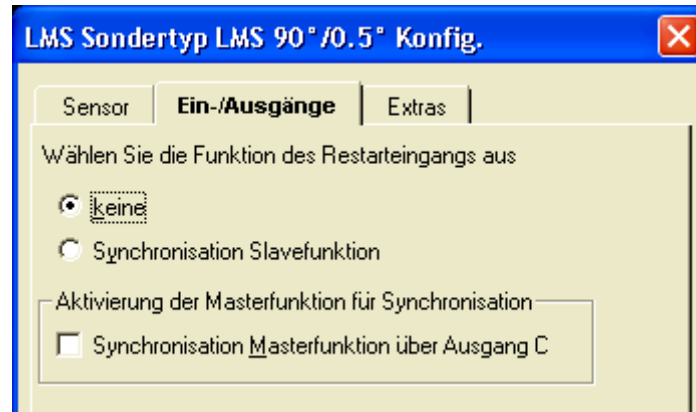 LMS Sondertyp LMS 90°/0.5° Konfig.
Sensor Ein-/Ausgänge Extras
Wählen Sie die Funktion des Restarteingangs aus
keine
Synchronisation Slavefunktion
Aktivierung der Masterfunktion für Synchronisation
Synchronisation Masterfunktion über Ausgang C